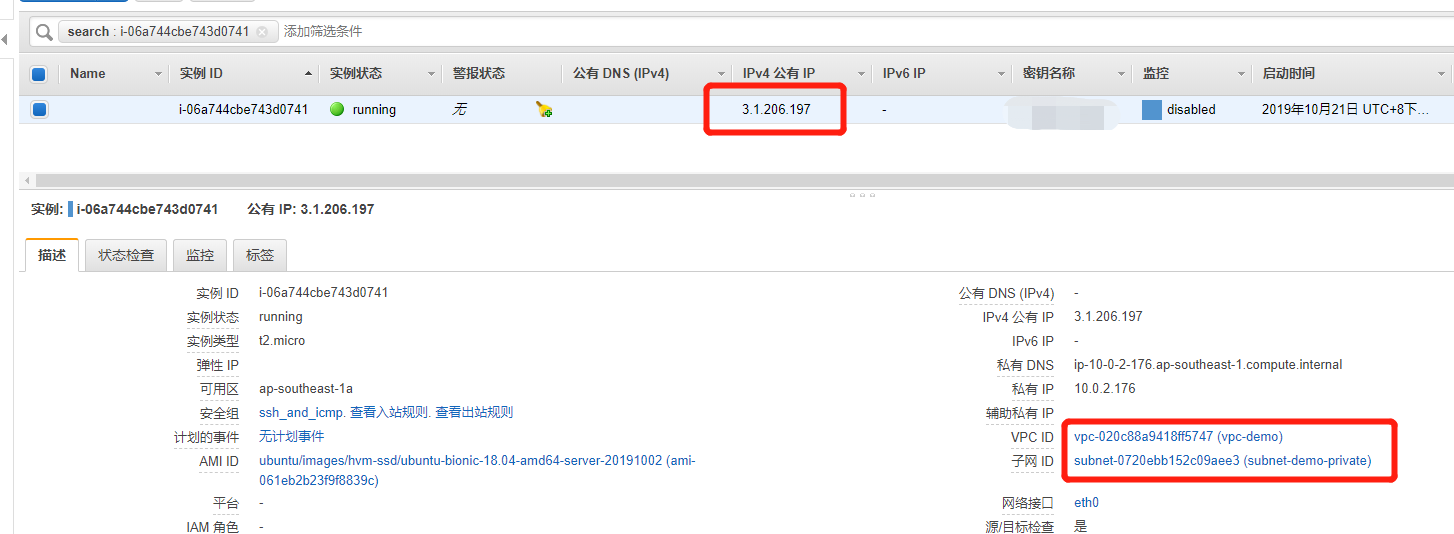 search : i-06a744cbe743d0741 添加筛选条件
Name 实例 ID 实例状态 警报状态 公有 DNS (IPv4) IPv4 公有 IP IPv6 IP 密钥名称 监控 启动时间
i-06a744cbe743d0741 running 无 3.1.206.197 - disabled 2019年10月21日 UTC+8下…
实例: i-06a744cbe743d0741 公有 IP: 3.1.206.197
描述 状态检查 监控 标签
实例 ID i-06a744cbe743d0741 公有 DNS (IPv4) -
实例状态 running IPv4 公有 IP 3.1.206.197
实例类型 t2.micro IPv6 IP -
弹性 IP 私有 DNS ip-10-0-2-176.ap-southeast-1.compute.internal
可用区 ap-southeast-1a 私有 IP 10.0.2.176
安全组 ssh_and_icmp. 查看入站规则. 查看出站规则 辅助私有 IP
计划的事件 无计划事件 VPC ID vpc-020c88a9418ff5747 (vpc-demo)
AMI ID ubuntu/images/hvm-ssd/ubuntu-bionic-18.04-amd64-server-20191002 (ami- 子网 ID subnet-0720ebb152c09aee3 (subnet-demo-private)
061eb2b23f9f8839c)
平台 - 网络接口 eth0
IAM 角色 - 源/目标检查 是